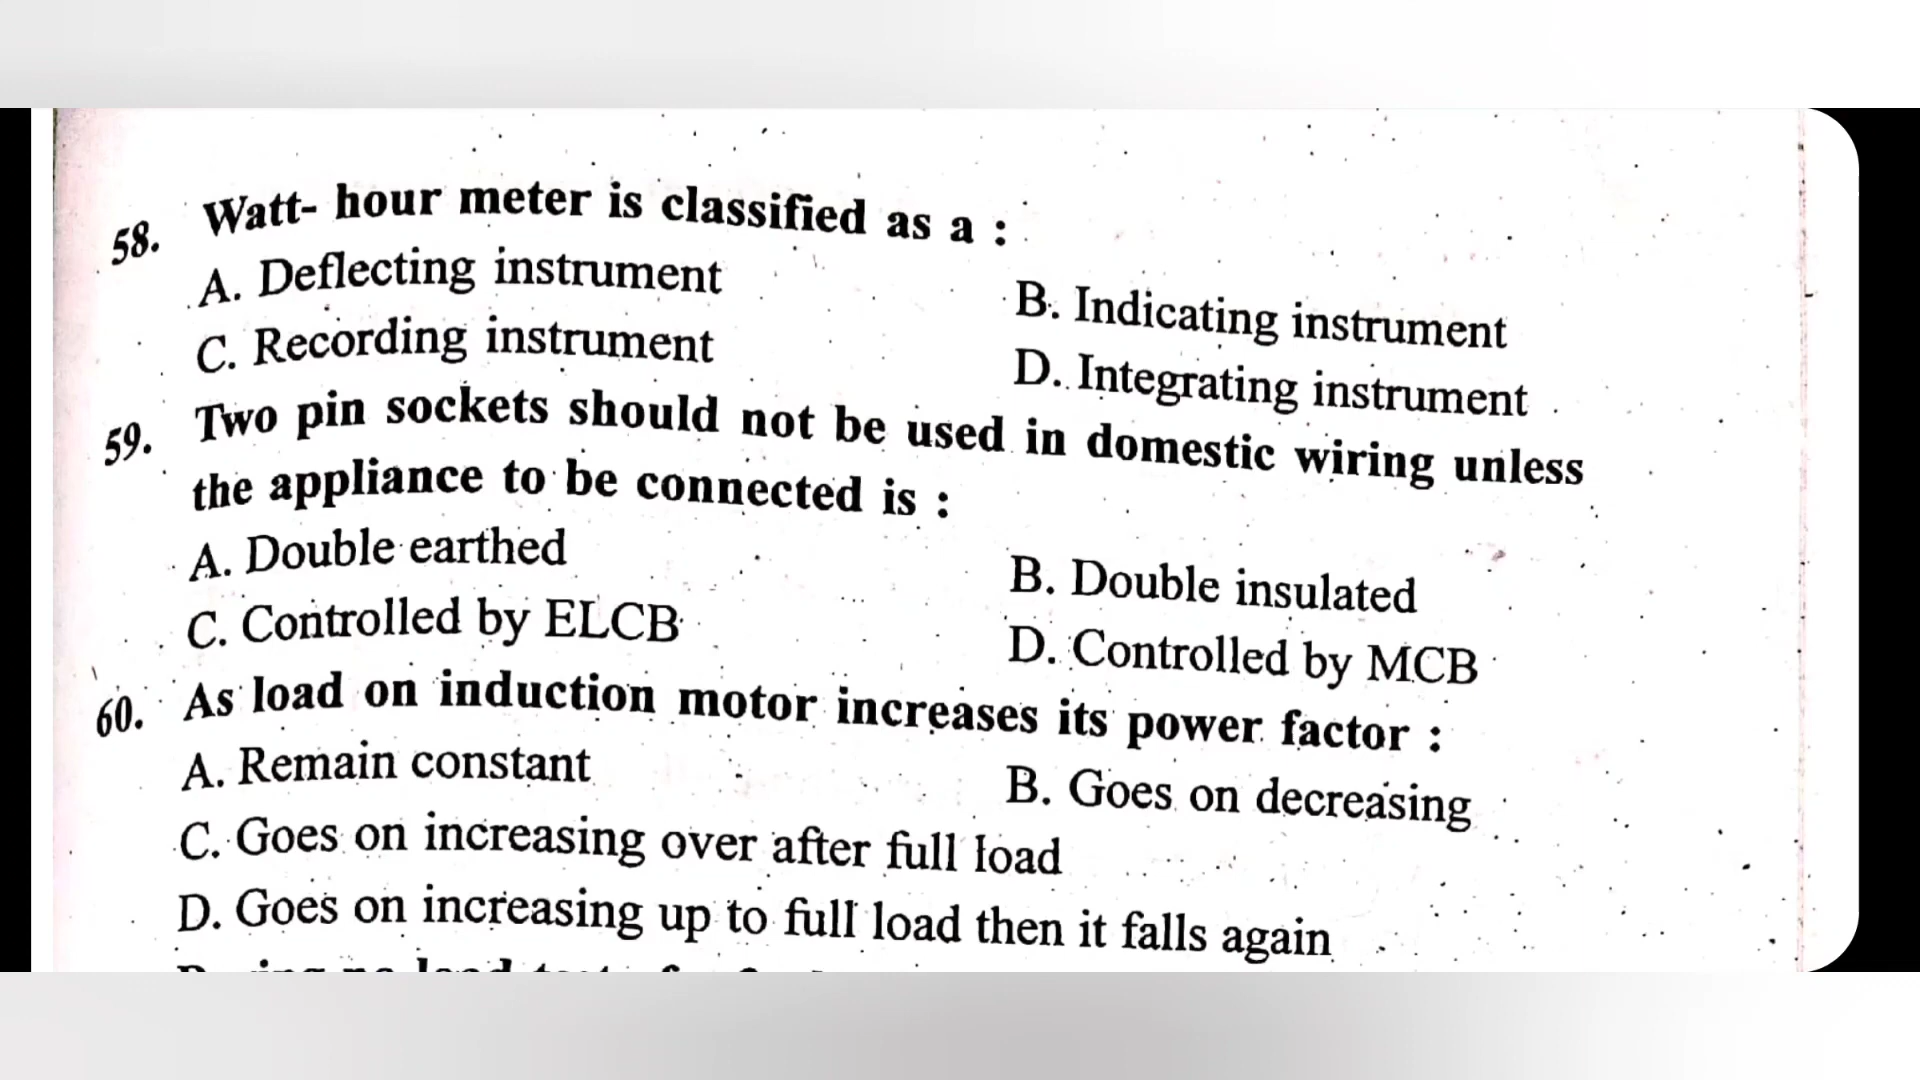 58. Watt- hour meter is classified as a :
A. Deflecting instrument
B. Indicating instrument
C. Recording instrument
D. Integrating instrument
59. Two pin sockets should not be used in domestic wiring unless
the appliance to be connected is :
A. Double earthed
B. Double insulated
C. Controlled by ELCB
D. Controlled by MCB
60. As load on induction motor increases its power factor :
A. Remain constant
B. Goes on decreasing
C. Goes on increasing over after full load
D. Goes on increasing up to full load then it falls again